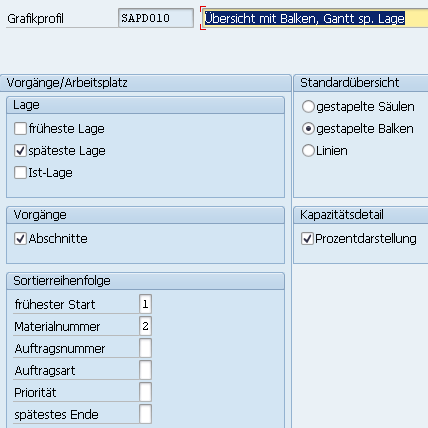 Grafikprofil SAPD010 Übersicht mit Balken, Gantt sp. Lage
Vorgänge/Arbeitsplatz
Lage
früheste Lage
späteste Lage
Ist-Lage
Vorgänge
Abschnitte
Sortierreihenfolge
frühester Start 1
Materialnummer 2
Auftragsnummer
Auftragsart
Priorität
spätestes Ende
Standardübersicht
gestapelte Säulen
gestapelte Balken
Linien
Kapazitätsdetail
Prozentdarstellung